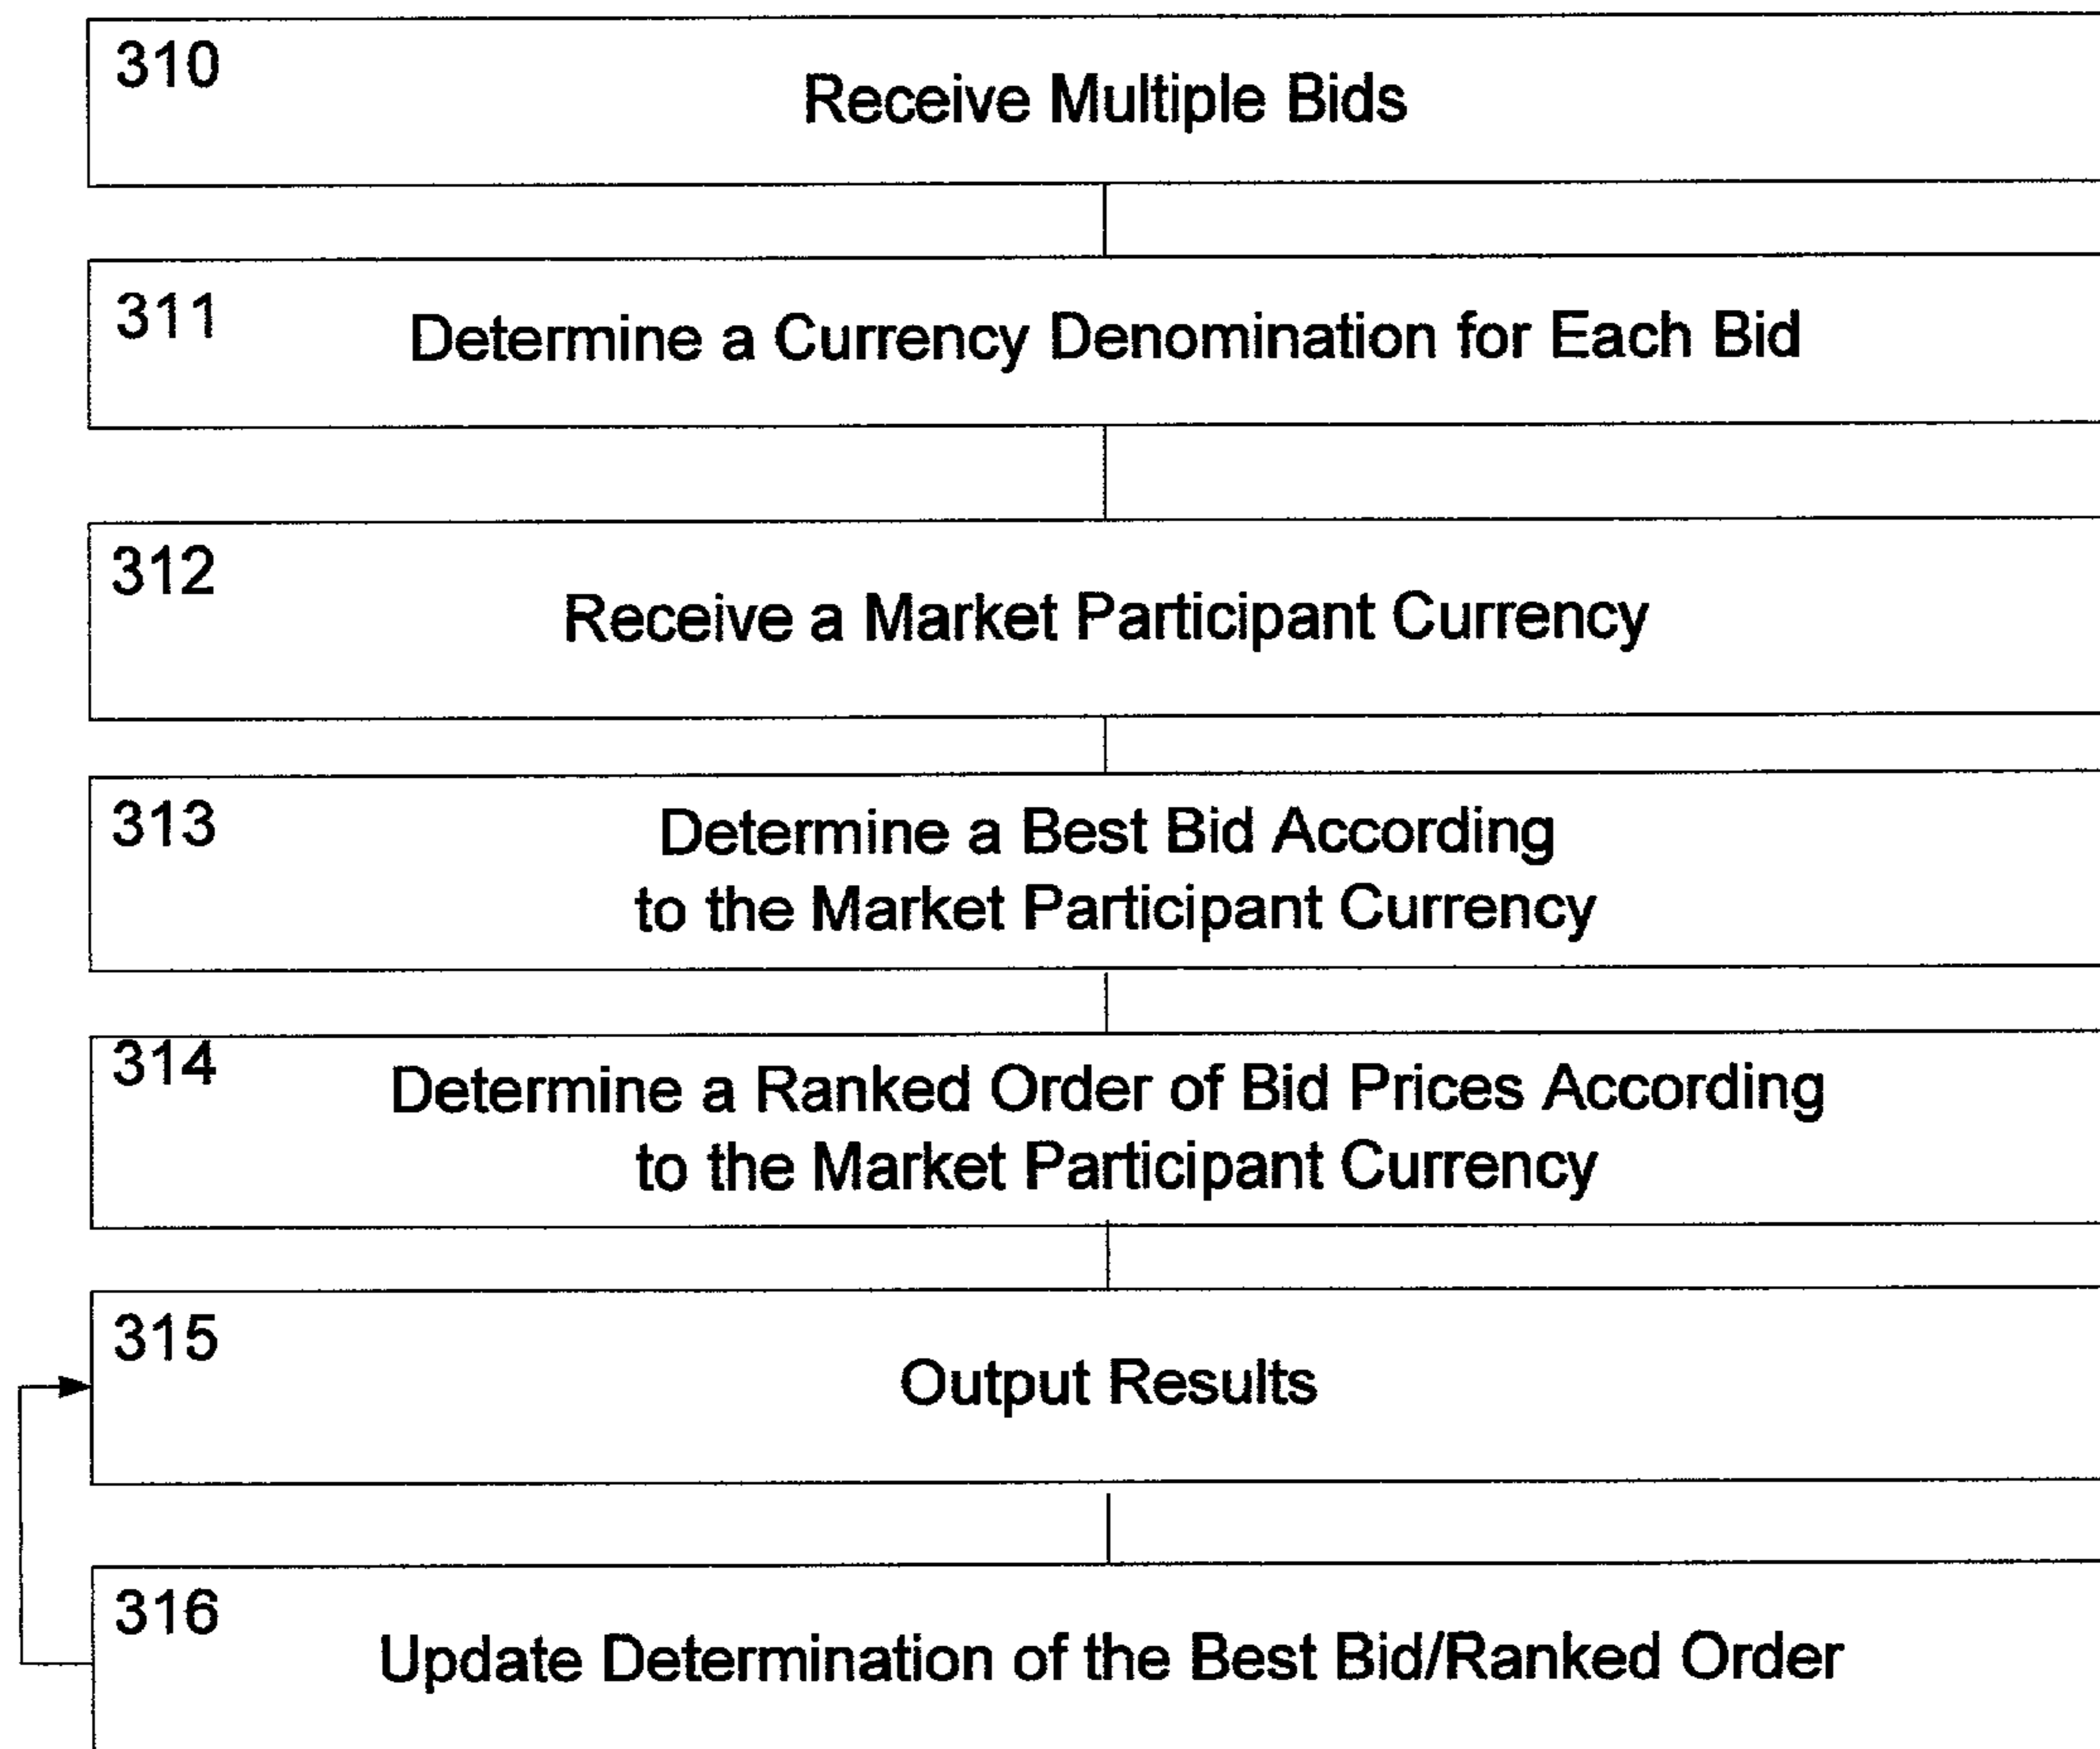 310
Receive Multiple Bids
311
Determine a Currency Denomination for Each Bid
312
Receive a Market Participant Currency
313
Determine a Best Bid According
to the Market Participant Currency
314
Determine a Ranked Order of Bid Prices According
to the Market Participant Currency
315
Output Results
316
Update Determination of the Best Bid/Ranked Order